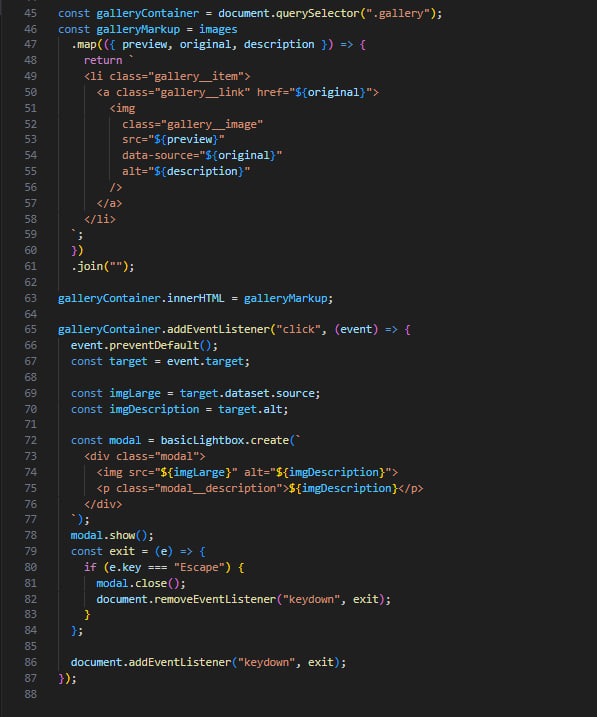 45 const galleryContainer = document.querySelector(".gallery");
46 const galleryMarkup = images
47   .map(({ preview, original, description }) => {
48     return `
49     <li class="gallery__item">
50       <a class="gallery__link" href="${original}">
51         <img
52           class="gallery__image"
53           src="${preview}"
54           data-source="${original}"
55           alt="${description}"
56         />
57       </a>
58     </li>
59   `;
60   })
61   .join("");
62
63 galleryContainer.innerHTML = galleryMarkup;
64
65 galleryContainer.addEventListener("click", (event) => {
66   event.preventDefault();
67   const target = event.target;
68
69   const imgLarge = target.dataset.source;
70   const imgDescription = target.alt;
71
72   const modal = basicLightbox.create(`
73     <div class="modal">
74       <img src="${imgLarge}" alt="${imgDescription}">
75       <p class="modal__description">${imgDescription}</p>
76     </div>
77   `);
78   modal.show();
79   const exit = (e) => {
80     if (e.key === "Escape") {
81       modal.close();
82       document.removeEventListener("keydown", exit);
83     }
84   };
85
86   document.addEventListener("keydown", exit);
87 });
88